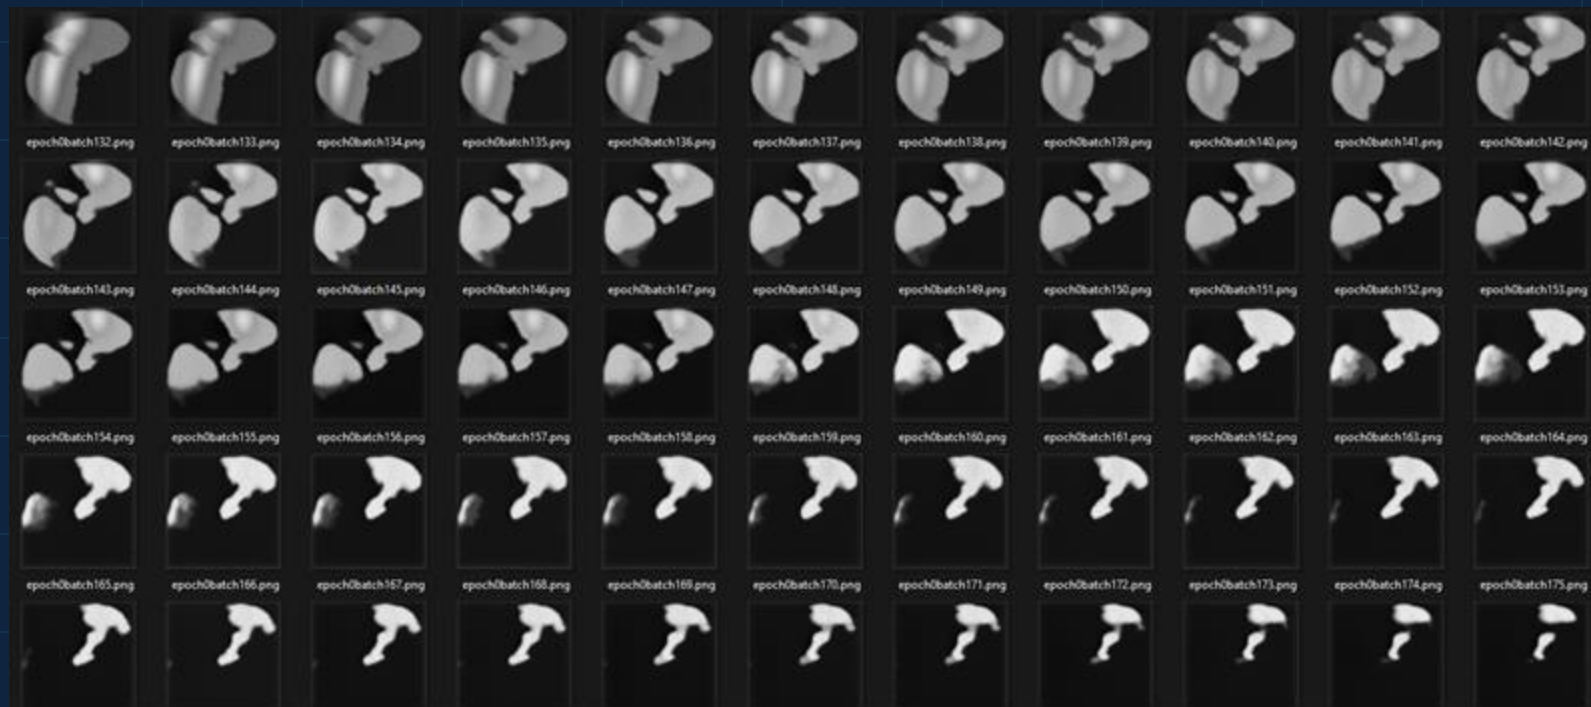 epoch0batch132.png epoch0batch133.png epoch0batch134.png epoch0batch135.png epoch0batch136.png epoch0batch137.png epoch0batch138.png epoch0batch139.png epoch0batch140.png epoch0batch141.png epoch0batch142.png
epoch0batch143.png epoch0batch144.png epoch0batch145.png epoch0batch146.png epoch0batch147.png epoch0batch148.png epoch0batch149.png epoch0batch150.png epoch0batch151.png epoch0batch152.png epoch0batch153.png
epoch0batch154.png epoch0batch155.png epoch0batch156.png epoch0batch157.png epoch0batch158.png epoch0batch159.png epoch0batch160.png epoch0batch161.png epoch0batch162.png epoch0batch163.png epoch0batch164.png
epoch0batch165.png epoch0batch166.png epoch0batch167.png epoch0batch168.png epoch0batch169.png epoch0batch170.png epoch0batch171.png epoch0batch172.png epoch0batch173.png epoch0batch174.png epoch0batch175.png